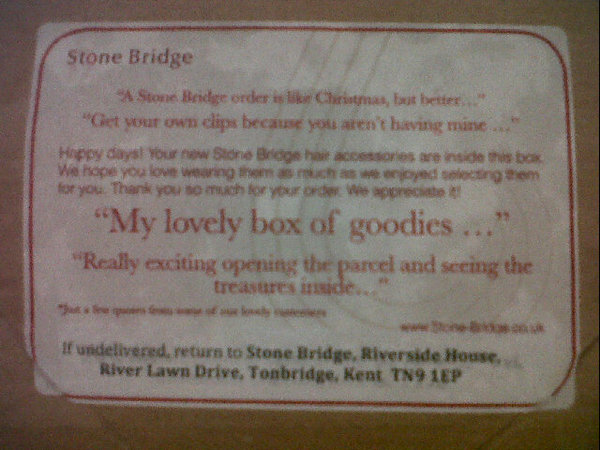 Stone Bridge
"A Stone Bridge order is like Christmas, but better..."
"Get your own clips because you aren't having mine ..."
Happy days! Your new Stone Bridge hair accessories are inside this box.
We hope you love wearing them as much as we enjoyed selecting them
for you. Thank you so much for your order. We appreciate it!
"My lovely box of goodies ..."
"Really exciting opening the parcel and seeing the
treasures inside..."
*Just a few quotes from some of our lovely customers
www.Stone-Bridge.co.uk
If undelivered, return to Stone Bridge, Riverside House,
River Lawn Drive, Tonbridge, Kent TN9 1EP